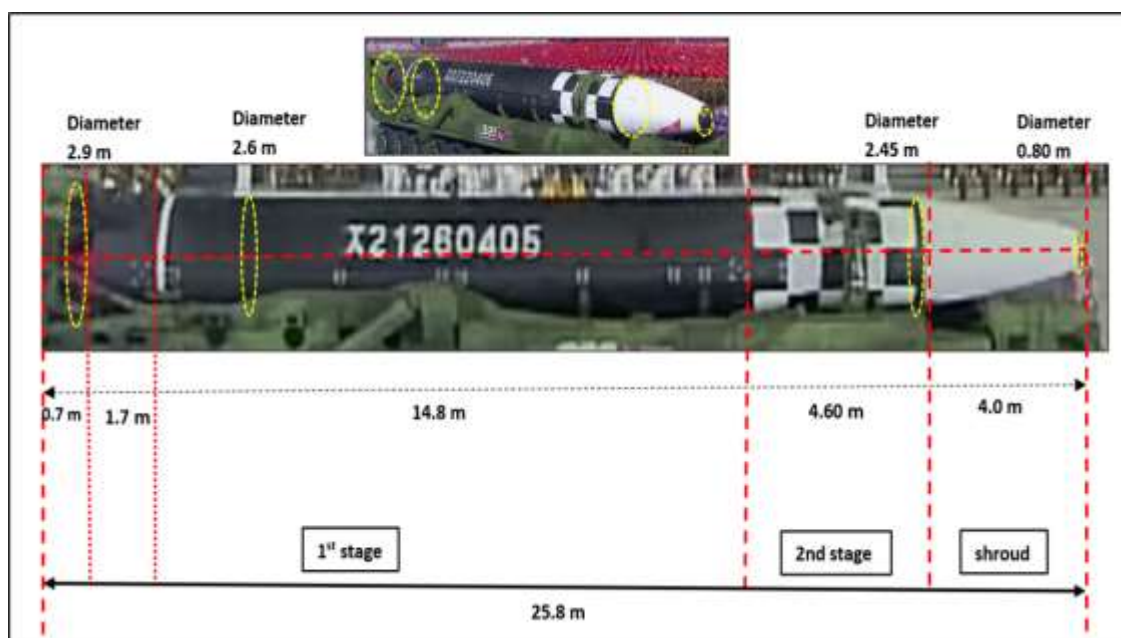 Diameter
2.9 m
Diameter
2.6 m
Diameter
2.45 m
Diameter
0.80 m
X21260405
0.7 m
1.7 m
14.8 m
4.60 m
4.0 m
1st stage
2nd stage
shroud
25.8 m